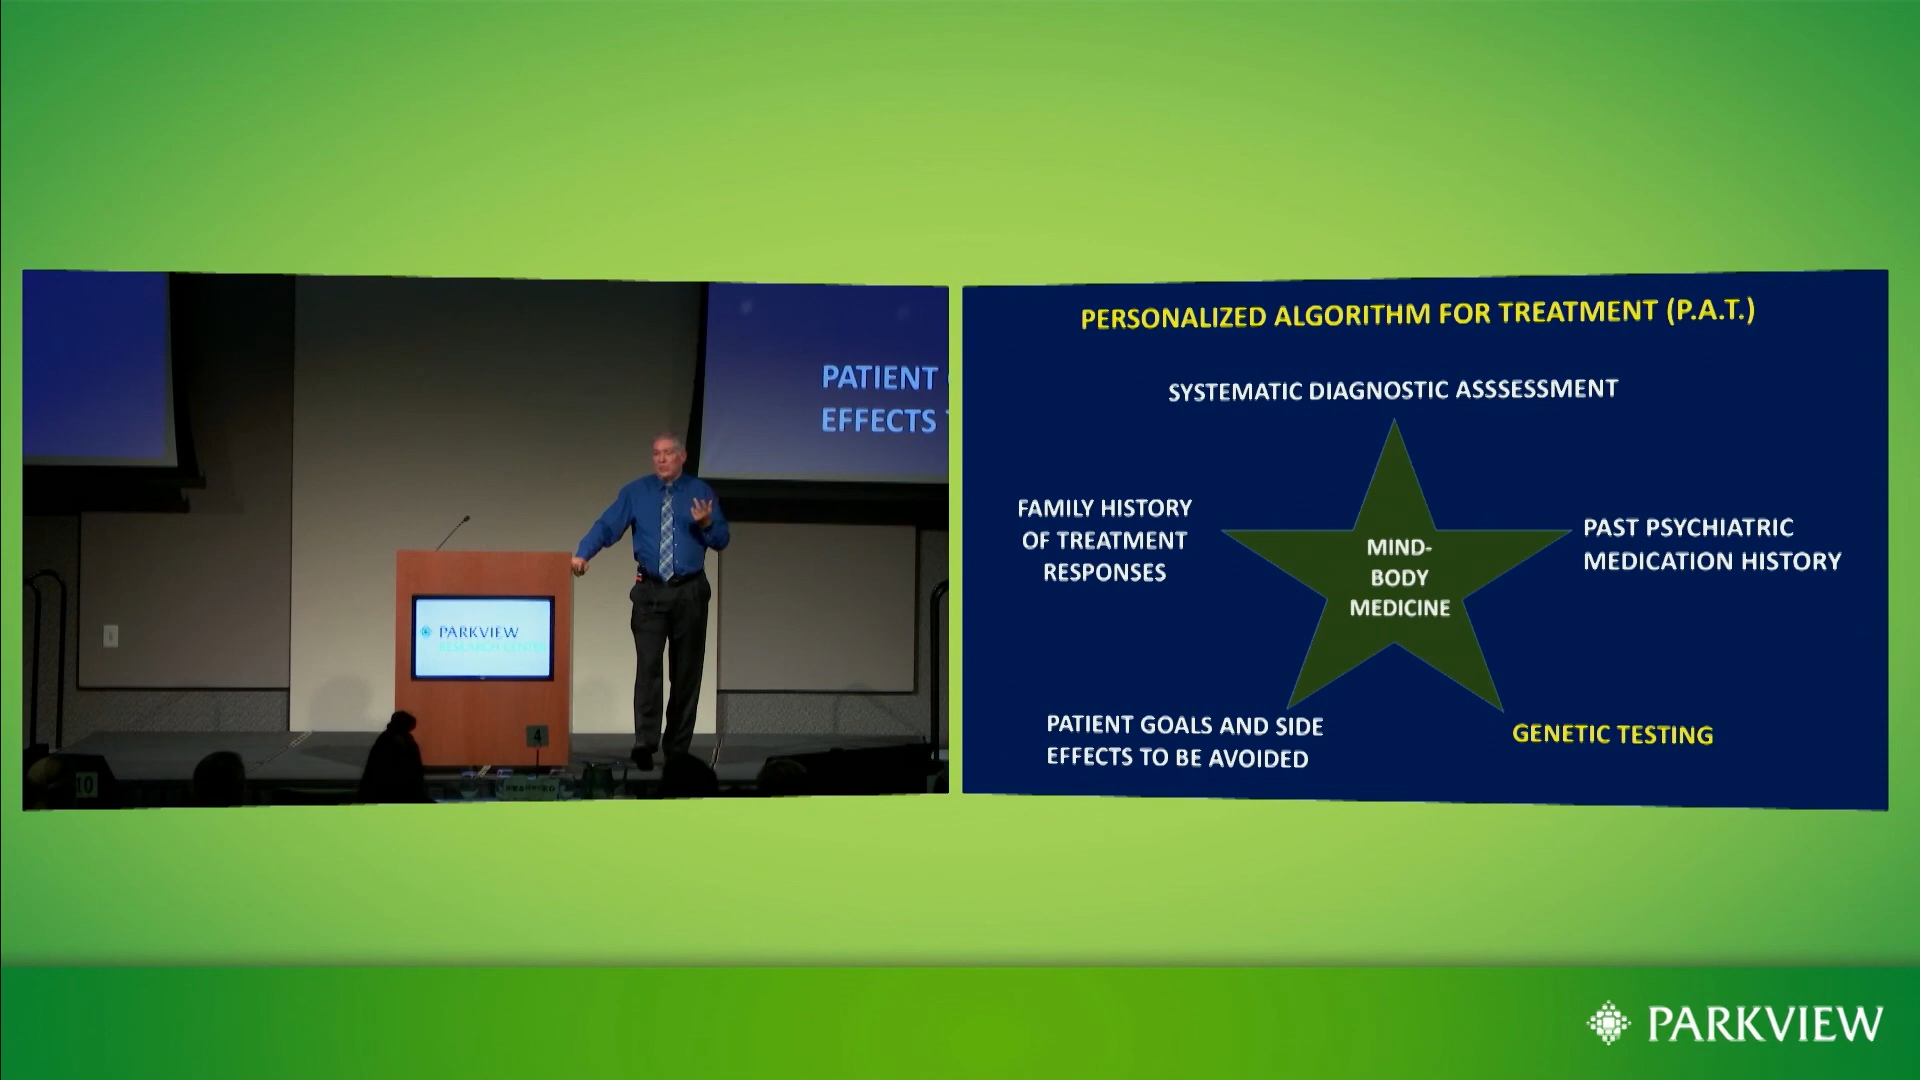 PATIENT
EFFECTS
PARKVIEW
RESEARCH CENTER
4
10
PERSONALIZED ALGORITHM FOR TREATMENT (P.A.T.)
SYSTEMATIC DIAGNOSTIC ASSSESSMENT
FAMILY HISTORY
OF TREATMENT
RESPONSES
MIND-
BODY
MEDICINE
PAST PSYCHIATRIC
MEDICATION HISTORY
PATIENT GOALS AND SIDE
EFFECTS TO BE AVOIDED
GENETIC TESTING
PARKVIEW